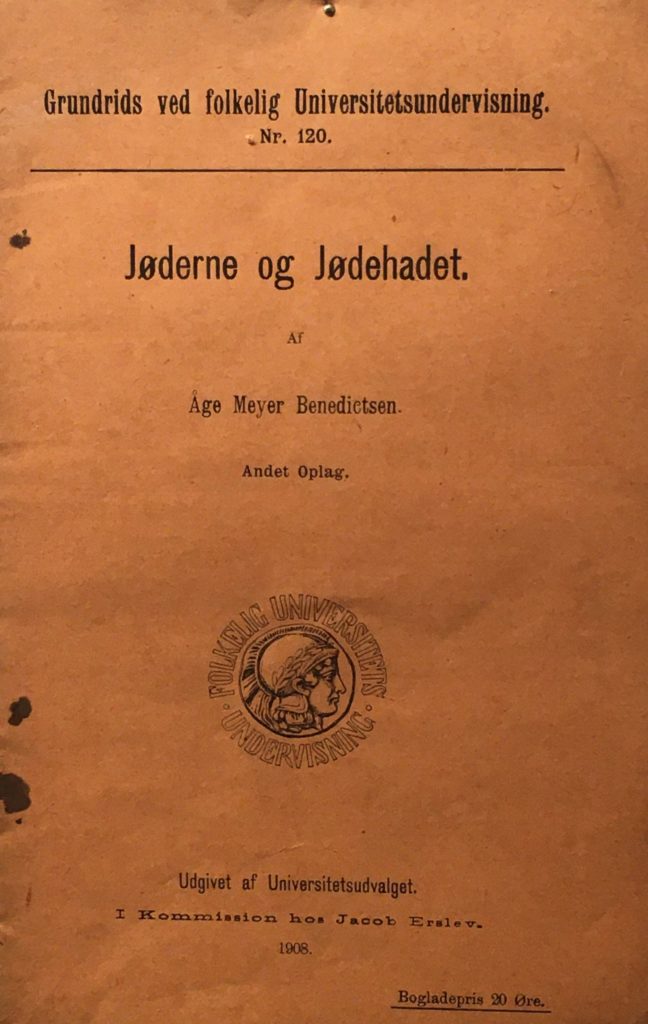 Grundrids ved folkelig Universitetsundervisning.
Nr. 120.
Jøderne og Jødehadet.
Af
Åge Meyer Benedictsen.
Andet Oplag.
FOLKELIG UNIVERSITETS
UNDERVISNING
Udgivet af Universitetsudvalget.
I Kommission hos Jacob Erslev.
1908.
Bogladepris 20 Øre.